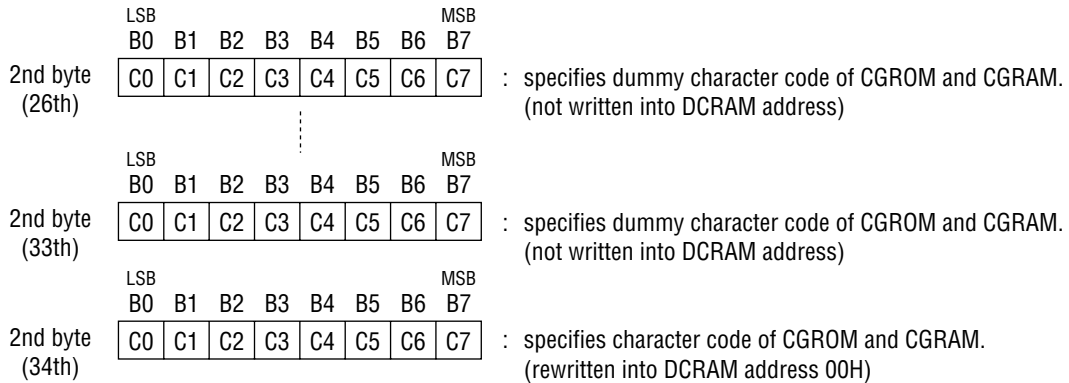 LSB MSB
B0 B1 B2 B3 B4 B5 B6 B7
2nd byte C0 C1 C2 C3 C4 C5 C6 C7 : specifies dummy character code of CGROM and CGRAM.
(26th) (not written into DCRAM address)
LSB MSB
B0 B1 B2 B3 B4 B5 B6 B7
2nd byte C0 C1 C2 C3 C4 C5 C6 C7 : specifies dummy character code of CGROM and CGRAM.
(33th) (not written into DCRAM address)
LSB MSB
B0 B1 B2 B3 B4 B5 B6 B7
2nd byte C0 C1 C2 C3 C4 C5 C6 C7 : specifies character code of CGROM and CGRAM.
(34th) (rewritten into DCRAM address 00H)